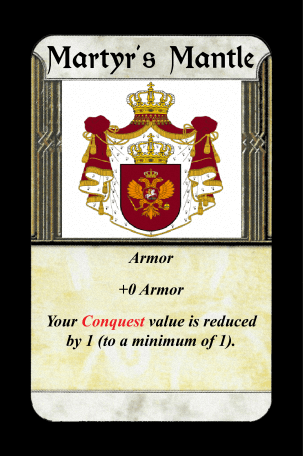 Martyr's Mantle
Armor
+0 Armor
Your Conquest value is reduced
by 1 (to a minimum of 1).